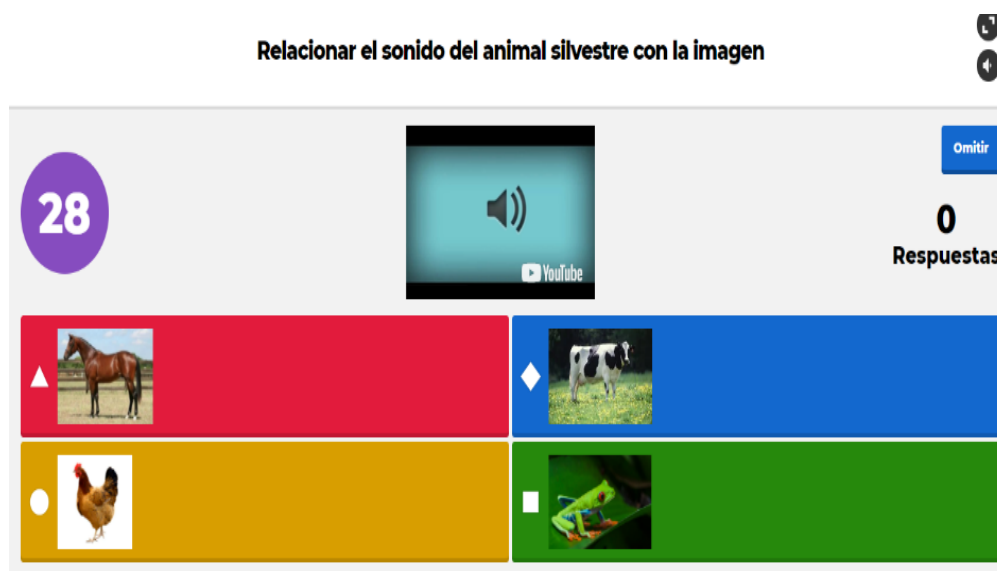 Relacionar el sonido del animal silvestre con la imagen
Omitir
28
YouTube
0
Respuestas